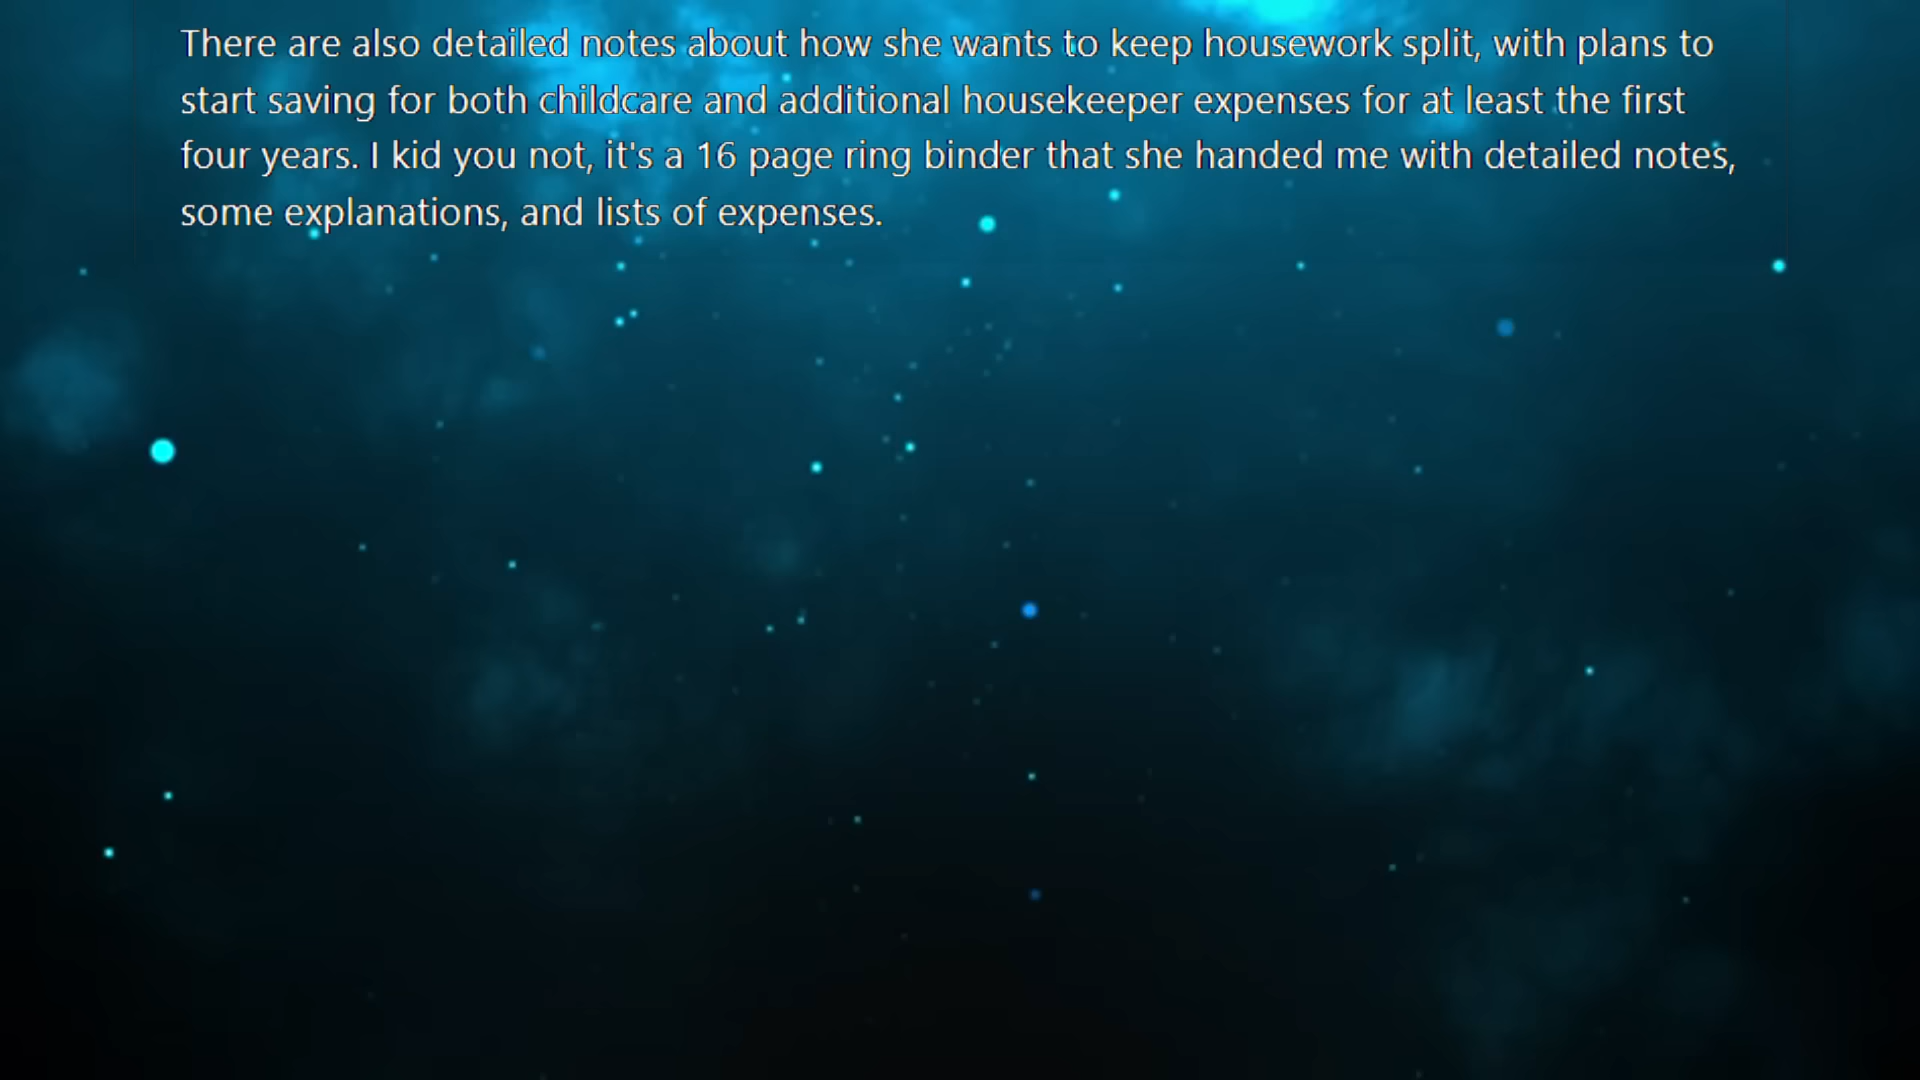 There are also detailed notes about how she wants to keep housework split, with plans to
start saving for both childcare and additional housekeeper expenses for at least the first
four years. I kid you not, it's a 16 page ring binder that she handed me with detailed notes,
some explanations, and lists of expenses.